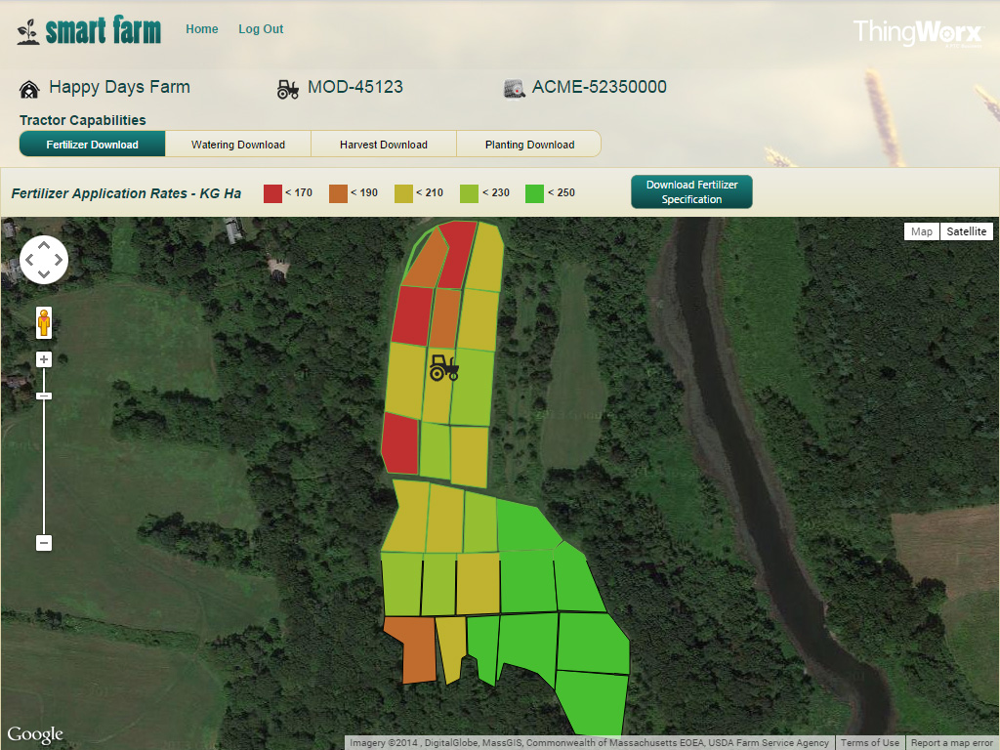 smart farm
Home
Log Out
ThingWorx
Happy Days Farm
MOD-45123
ACME-52350000
Tractor Capabilities
Fertilizer Download
Watering Download
Harvest Download
Planting Download
Fertilizer Application Rates - KG Ha
< 170
< 190
< 210
< 230
< 250
Download Fertilizer
Specification
Map
Satellite
Google
Imagery ©2014 , DigitalGlobe, MassGIS, Commonwealth of Massachusetts EOEA, USDA Farm Service Agency
Terms of Use
Report a map error